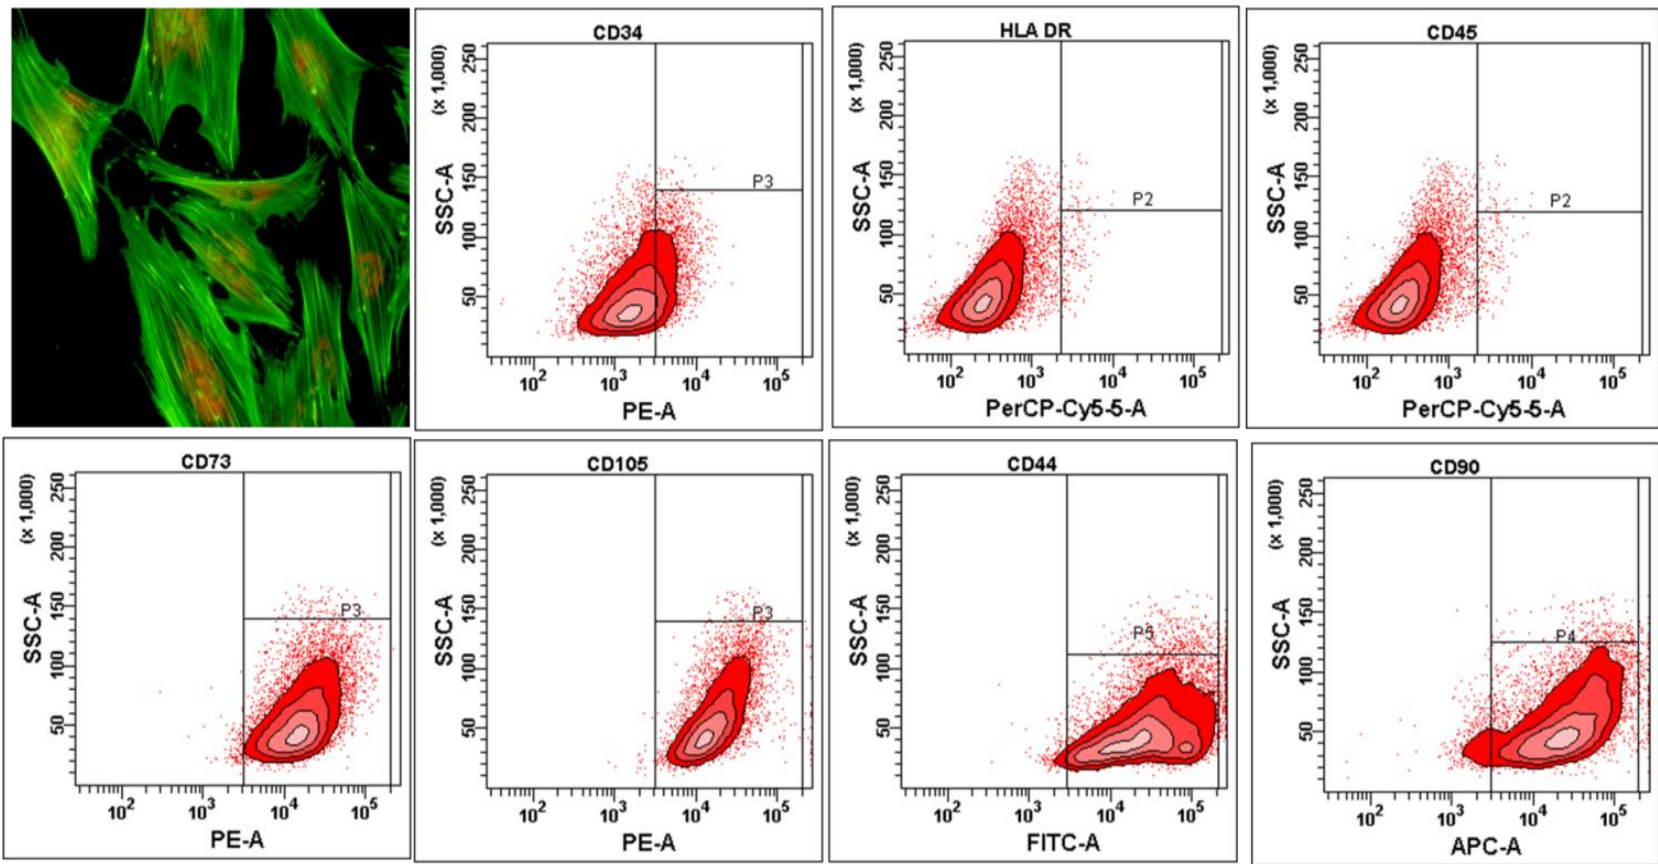 CD34
(x 1,000)
250
200
150
100
50
SSC-A
P3
10²
10³
10⁴
10⁵
PE-A
HLA DR
(x 1,000)
250
200
150
100
50
SSC-A
P2
10²
10³
10⁴
10⁵
PerCP-Cy5-5-A
CD45
(x 1,000)
250
200
150
100
50
SSC-A
P2
10²
10³
10⁴
10⁵
PerCP-Cy5-5-A
CD73
(x 1,000)
250
200
150
100
50
SSC-A
P3
10²
10³
10⁴
10⁵
PE-A
CD105
(x 1,000)
250
200
150
100
50
SSC-A
P3
10²
10³
10⁴
10⁵
PE-A
CD44
(x 1,000)
250
200
150
100
50
SSC-A
P5
10²
10³
10⁴
10⁵
FITC-A
CD90
(x 1,000)
250
200
150
100
50
SSC-A
P4
10²
10³
10⁴
10⁵
APC-A